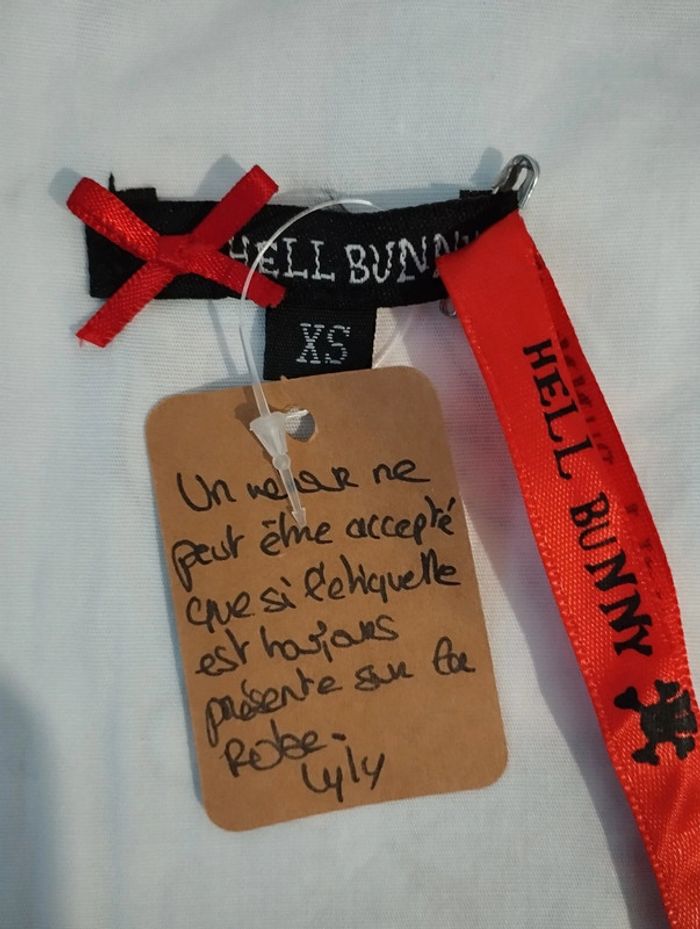 HELL BUNNY
XS
HELL BUNNY
Un retour ne
peut être accepté
que si l'etiquette
est toujours
présente sur la
Robe.
Lyly